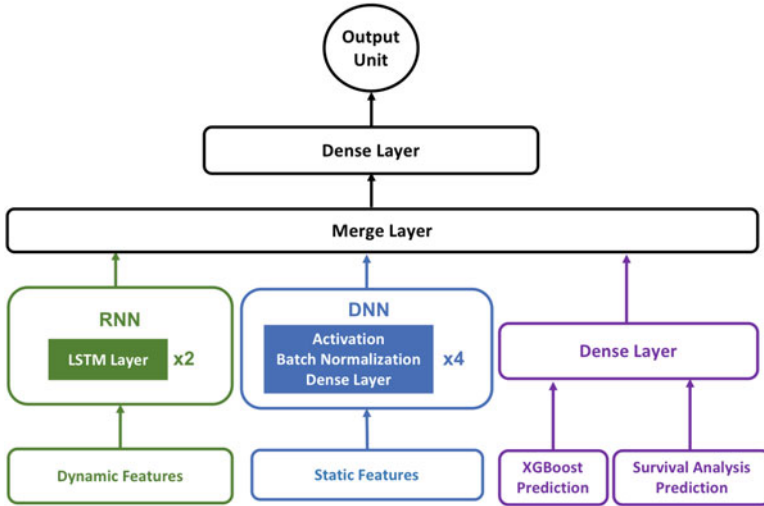 Output
Unit
Dense Layer
Merge Layer
RNN
LSTM Layer
x2
DNN
Activation
Batch Normalization
Dense Layer
x4
Dense Layer
Dynamic Features
Static Features
XGBoost
Prediction
Survival Analysis
Prediction